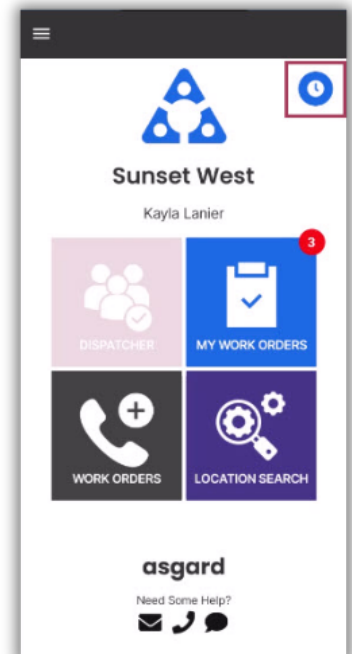 Sunset West
Kayla Lanier
3
DISPATCHER
MY WORK ORDERS
WORK ORDERS
LOCATION SEARCH
asgard
Need Some Help?